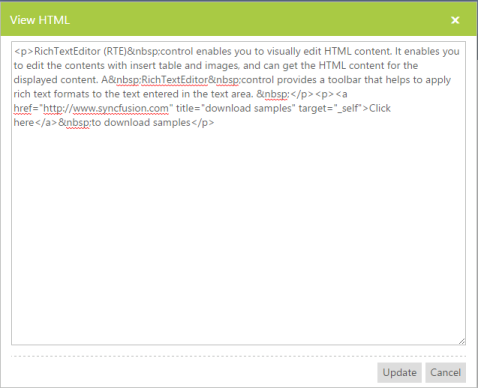 View HTML
<p>RichTextEditor (RTE)&nbsp;control enables you to visually edit HTML content. It enables you
to edit the contents with insert table and images, and can get the HTML content for the
displayed content. A&nbsp;RichTextEditor&nbsp;control provides a toolbar that helps to apply
rich text formats to the text entered in the text area. &nbsp;</p><p><a
href="http://www.syncfusion.com" title="download samples" target="_self">Click
here</a>&nbsp;to download samples</p>
Update Cancel